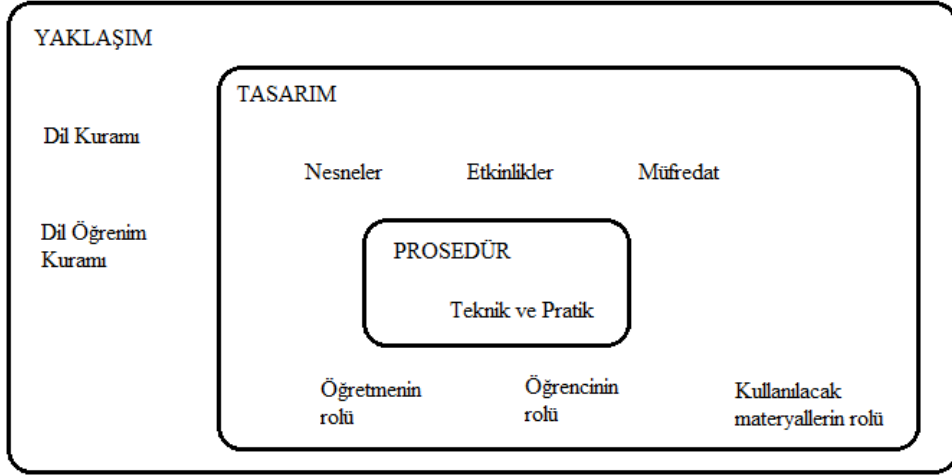 YAKLAŞIM
TASARIM
Dil Kuramı
Nesneler Etkinlikler Müfredat
Dil Öğrenim
Kuramı
PROSEDÜR
Teknik ve Pratik
Öğretmenin
rolü
Öğrencinin
rolü
Kullanılacak
materyallerin rolü